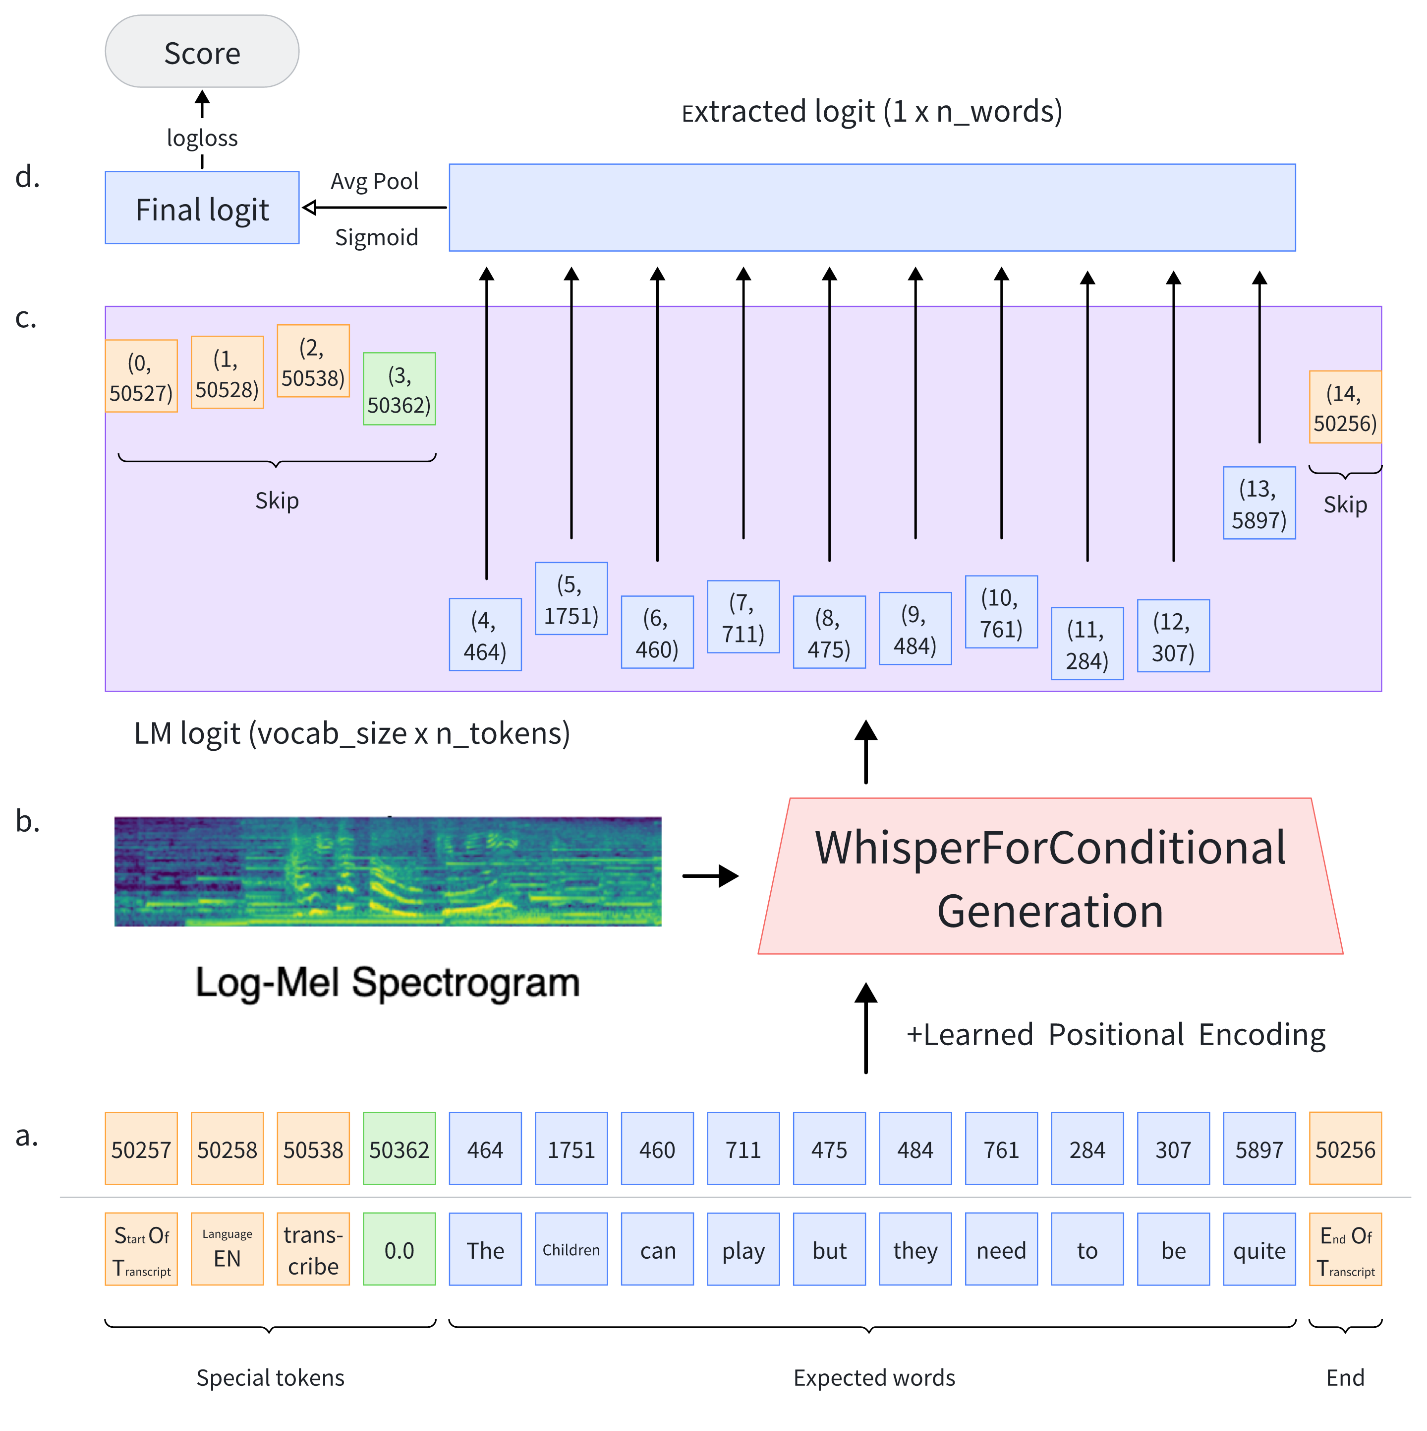 Score
logloss
Extracted logit (1 x n_words)
d.
Final logit
Avg Pool
Sigmoid
c.
(0, 50527)
(1, 50528)
(2, 50538)
(3, 50362)
Skip
(4, 464)
(5, 1751)
(6, 460)
(7, 711)
(8, 475)
(9, 484)
(10, 761)
(11, 284)
(12, 307)
(13, 5897)
(14, 50256)
Skip
LM logit (vocab_size x n_tokens)
b.
WhisperForConditional
Generation
Log-Mel Spectrogram
+Learned Positional Encoding
a.
50257 50258 50538 50362 464 1751 460 711 475 484 761 284 307 5897 50256
Start Of Transcript
Language EN
trans-
cribe
0.0 The Children can play but they need to be quite
End Of Transcript
Special tokens
Expected words
End